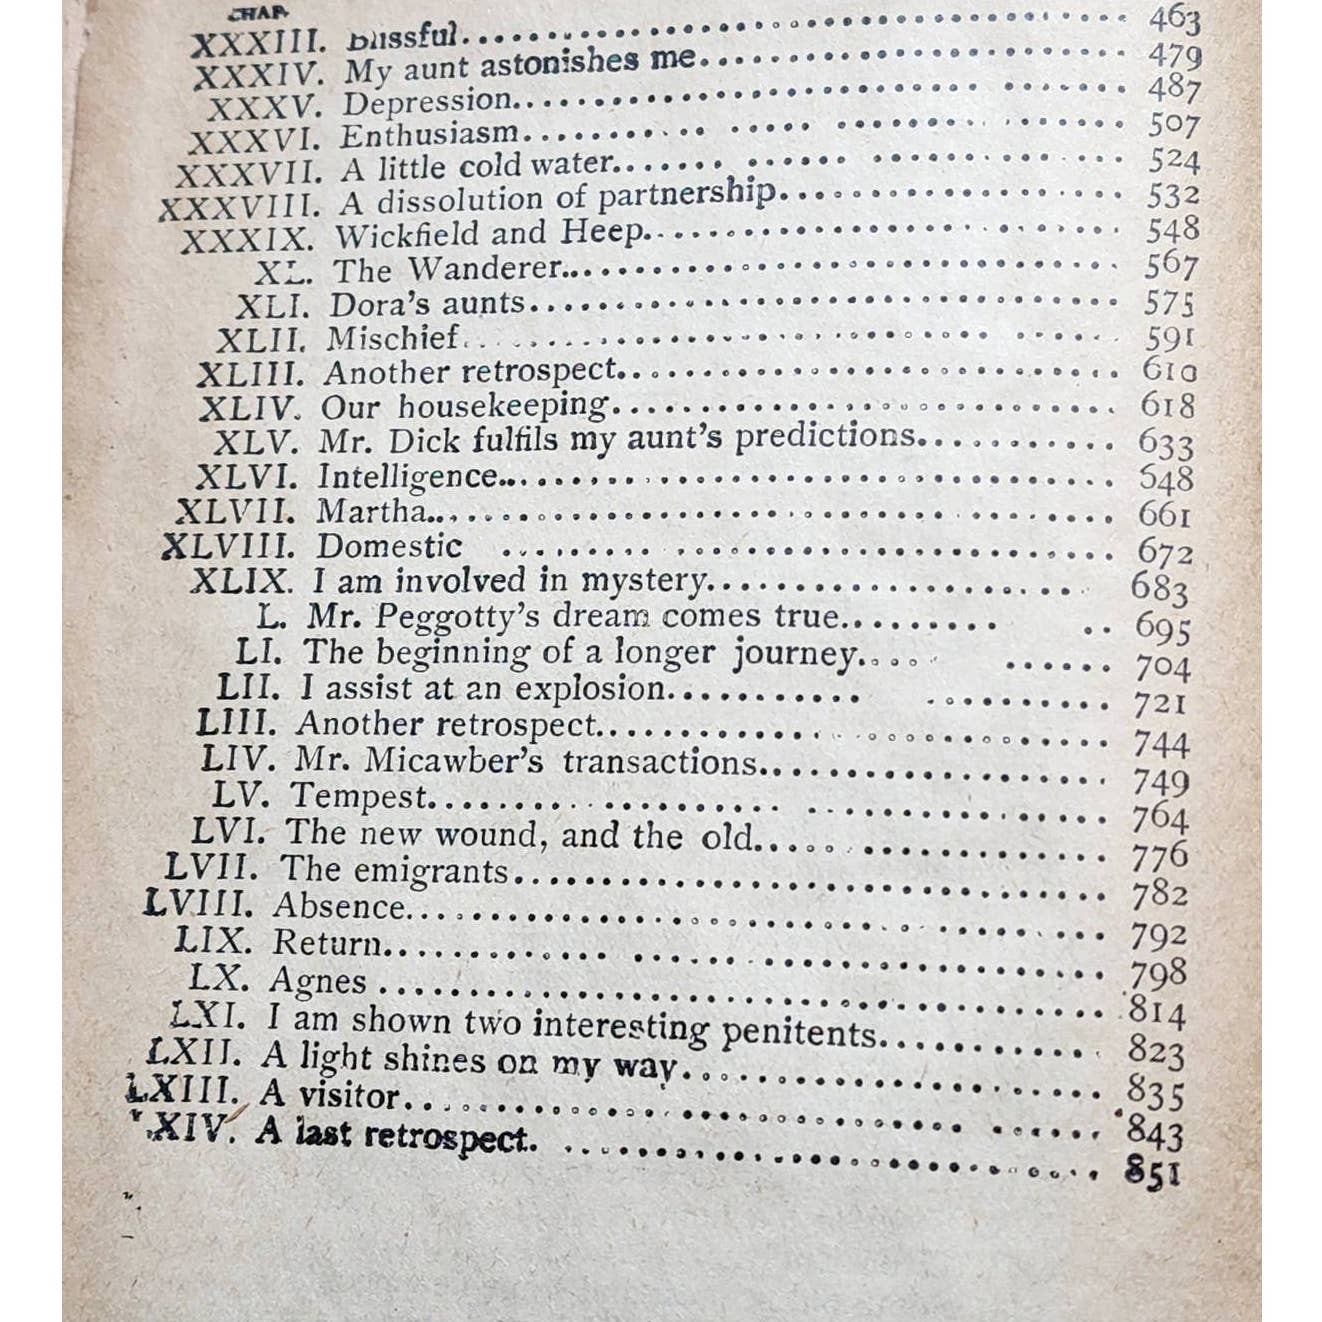 CHAP.
XXXIII. Blissful 463
XXXIV. My aunt astonishes me 479
XXXV. Depression 487
XXXVI. Enthusiasm 507
XXXVII. A little cold water 524
XXXVIII. A dissolution of partnership 532
XXXIX. Wickfield and Heep 548
XL. The Wanderer 567
XLI. Dora's aunts 575
XLII. Mischief 591
XLIII. Another retrospect 610
XLIV. Our housekeeping 618
XLV. Mr. Dick fulfils my aunt's predictions 633
XLVI. Intelligence 648
XLVII. Martha 661
XLVIII. Domestic 672
XLIX. I am involved in mystery 683
L. Mr. Peggotty's dream comes true 695
LI. The beginning of a longer journey 704
LII. I assist at an explosion 721
LIII. Another retrospect 744
LIV. Mr. Micawber's transactions 749
LV. Tempest 764
LVI. The new wound, and the old 776
LVII. The emigrants 782
LVIII. Absence 792
LIX. Return 798
LX. Agnes 814
LXI. I am shown two interesting penitents 823
LXII. A light shines on my way 835
LXIII. A visitor 843
LXIV. A last retrospect. 851